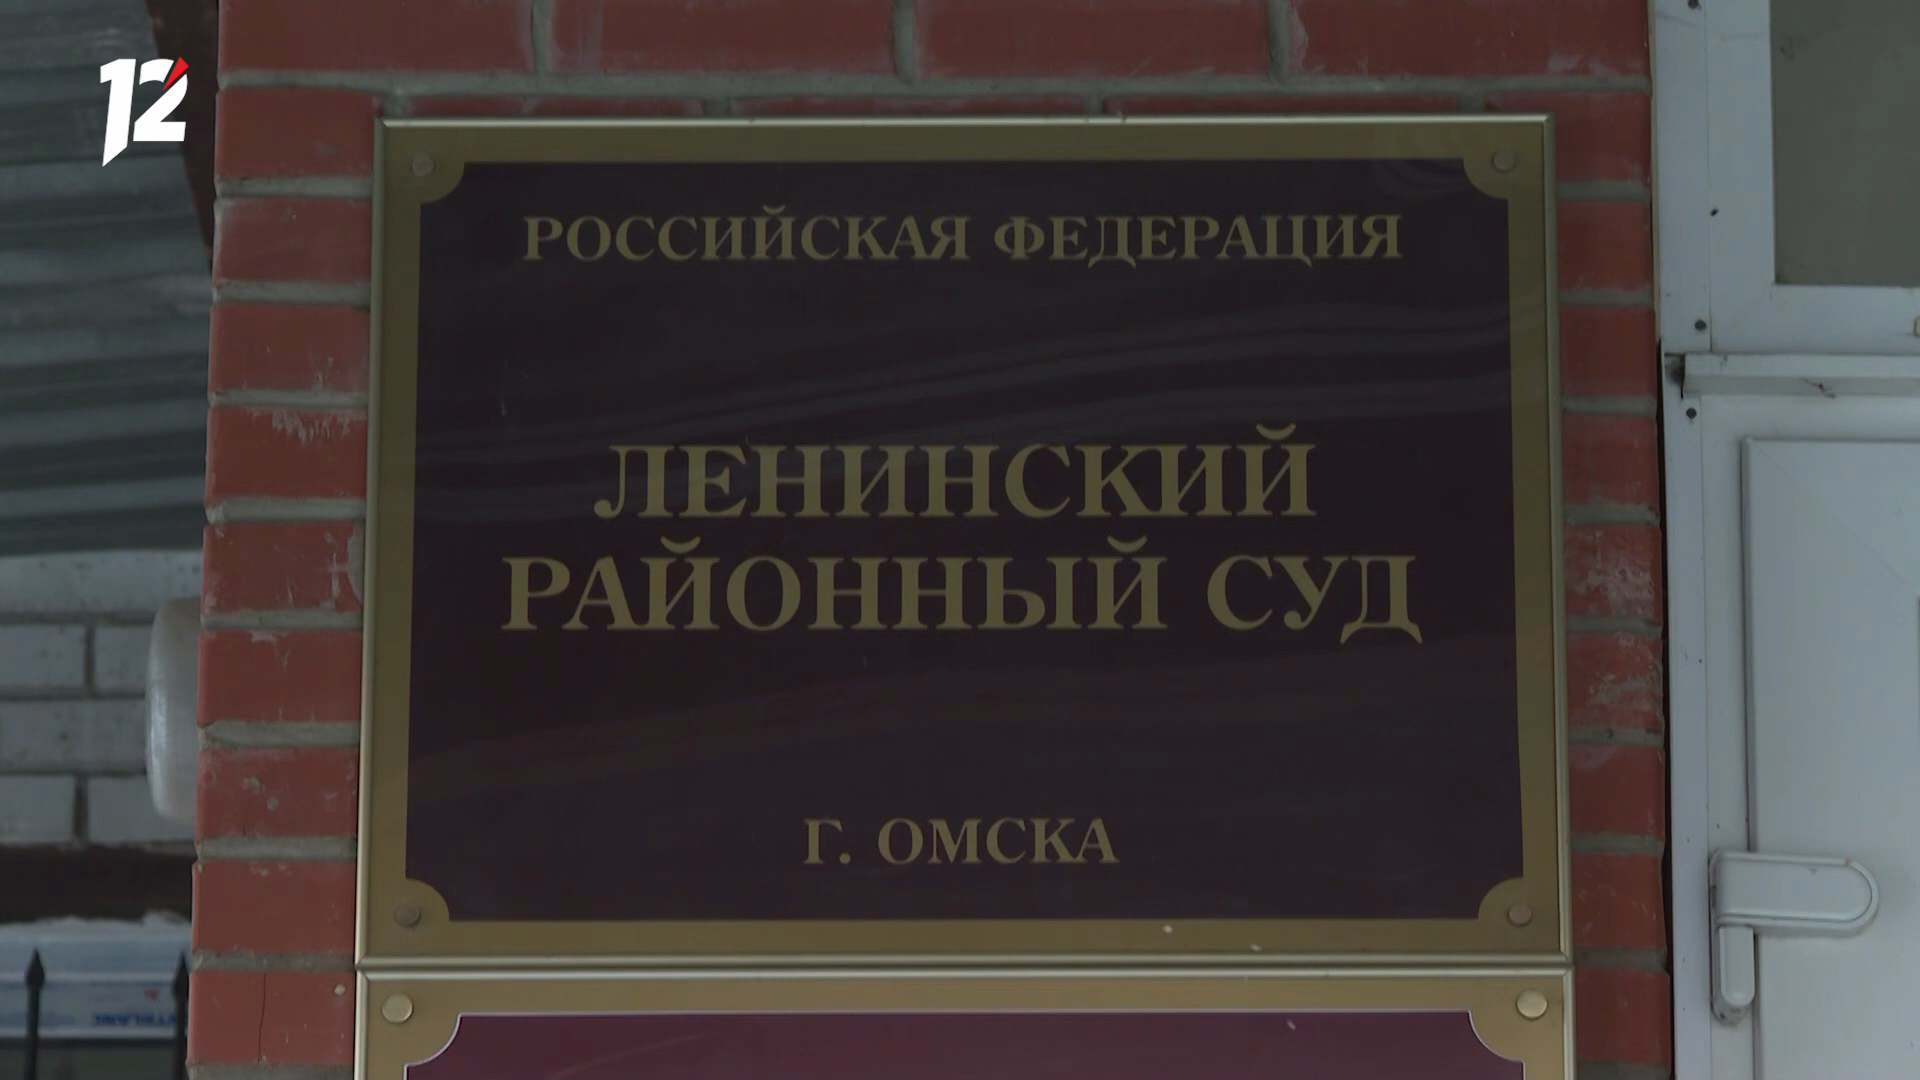 12
РОССИЙСКАЯ ФЕДЕРАЦИЯ
ЛЕНИНСКИЙ
РАЙОННЫЙ СУД
Г. ОМСКА